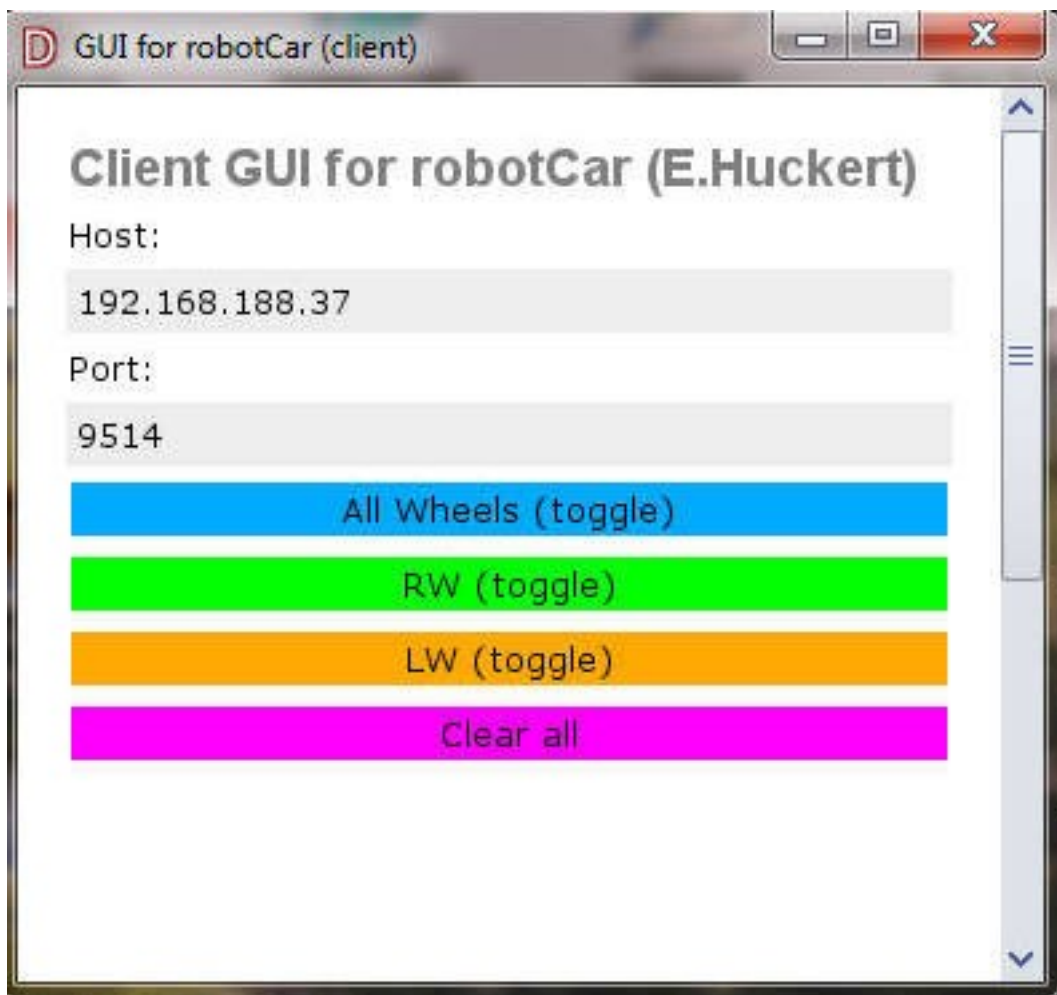 D GUI for robotCar (client)
Client GUI for robotCar (E.Huckert)
Host:
192.168.188.37
Port:
9514
All Wheels (toggle)
RW (toggle)
LW (toggle)
Clear all